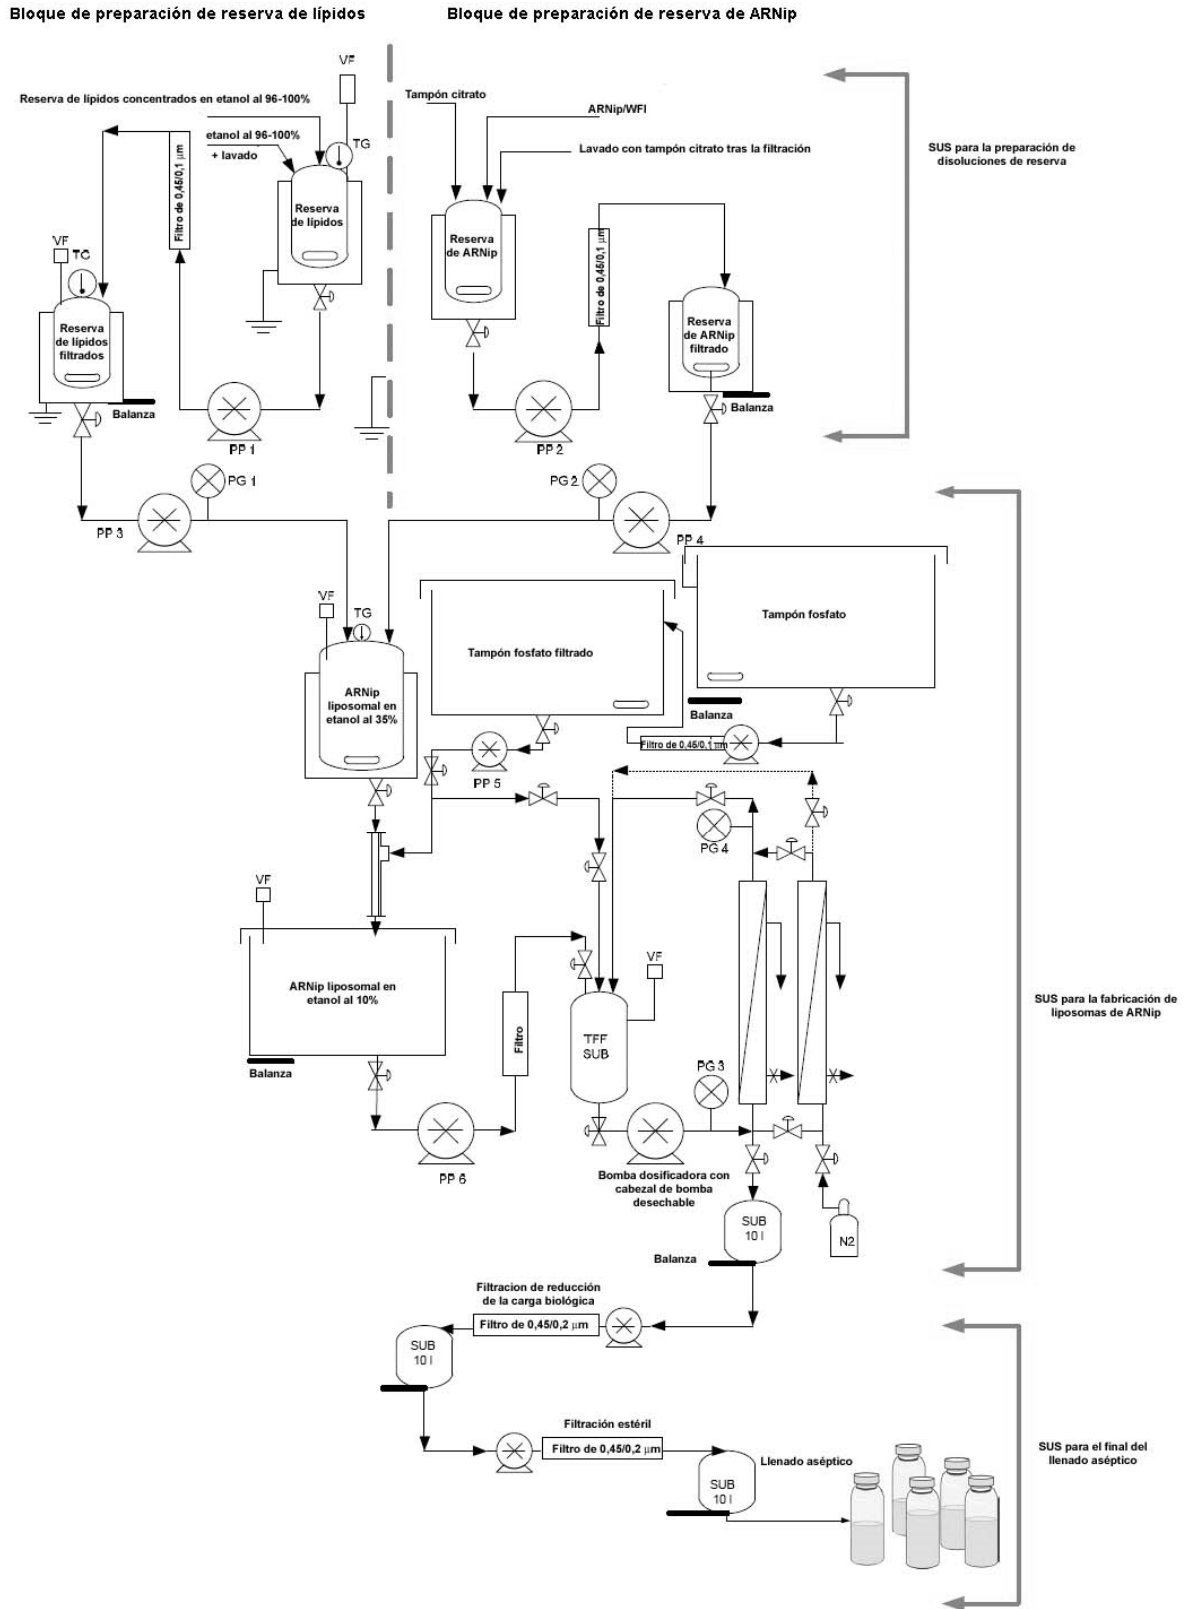 Bloque de preparación de reserva de lípidos
Bloque de preparación de reserva de ARNip
VF
Reserva de lípidos concentrados en etanol al 96-100%
etanol al 96-100%
+ lavado
TG
Filtro de 0,45/0,1 μm
Reserva
de lípidos
VF
TC
Reserva
de lípidos
filtrados
Balanza
PP 1
PG 1
PP 3
Tampón citrato
ARNip/WFI
Lavado con tampón citrato tras la filtración
Reserva
de ARNip
Filtro de 0,45/0,1 μm
Reserva
de ARNip
filtrado
Balanza
PP 2
PG 2
PP 4
SUS para la preparación de
disoluciones de reserva
VF
TG
ARNip
liposomal en
etanol al 35%
Tampón fosfato filtrado
Tampón fosfato
Balanza
Filtro de 0,45/0,1 μm
PP 5
PG 4
VF
ARNip liposomal en
etanol al 10%
Balanza
Filtro
PP 6
VF
TFF
SUB
PG 3
Bomba dosificadora con
cabezal de bomba
desechable
SUB
10 l
N2
Balanza
SUS para la fabricación de
liposomas de ARNip
Filtracion de reducción
de la carga biológica
Filtro de 0,45/0,2 μm
SUB
10 l
Filtración estéril
Filtro de 0,45/0,2 μm
SUB
10 l
Llenado aséptico
SUS para el final del
llenado aséptico